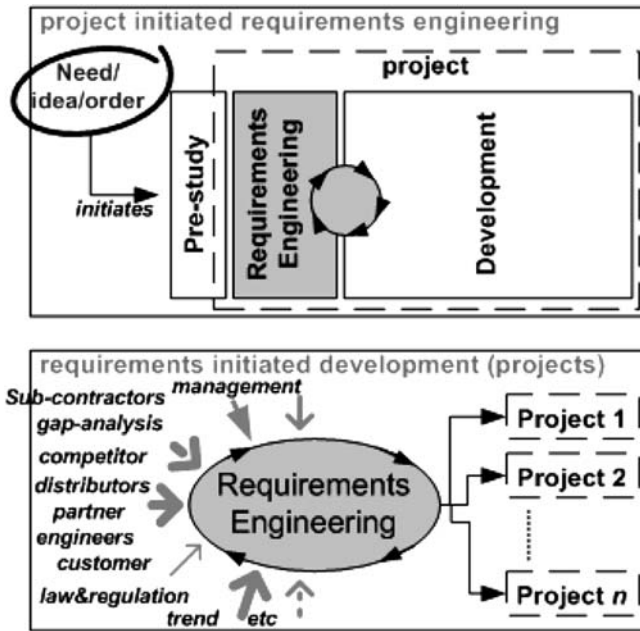 project initiated requirements engineering
Need/
idea/order
project
initiates
Pre-study
Requirements
Engineering
Development
requirements initiated development (projects)
management
Sub-contractors
gap-analysis
competitor
distributors
partner
engineers
customer
law&regulation
trend
etc
Requirements
Engineering
Project 1
Project 2
Project n